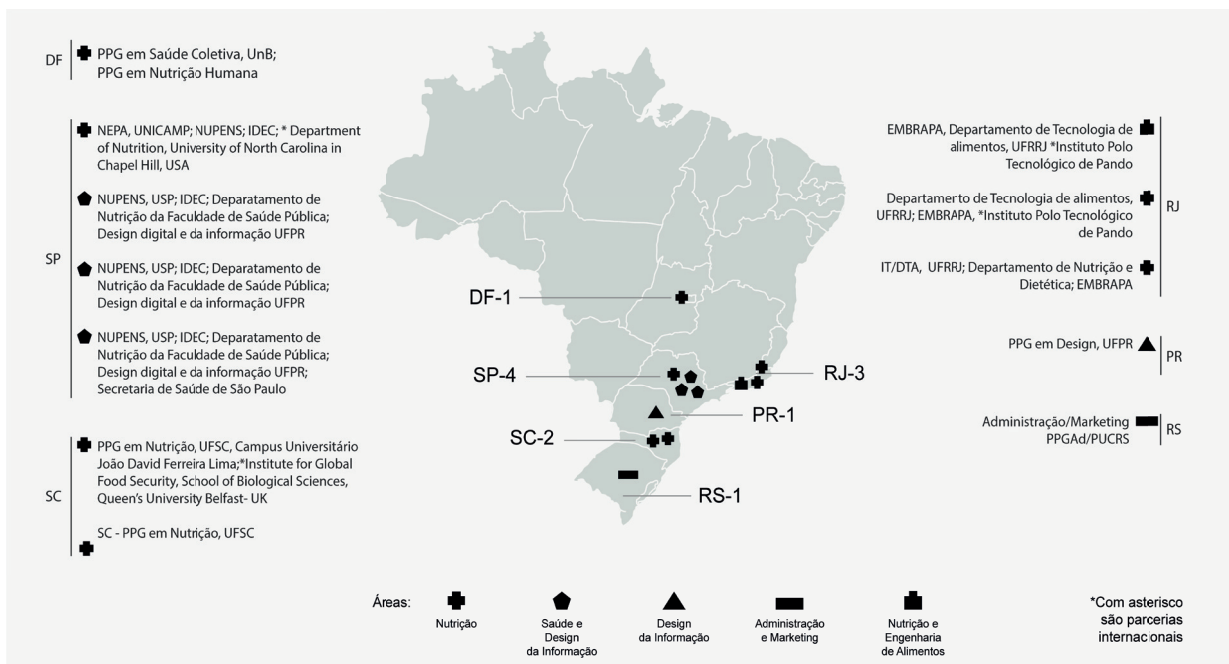 DF
PPG em Saúde Coletiva, UnB;
PPG em Nutrição Humana
SP
NEPA, UNICAMP; NUPENS; IDEC; * Department
of Nutrition, University of North Carolina in
Chapel Hill, USA
NUPENS, USP; IDEC; Deparatamento de
Nutrição da Faculdade de Saúde Pública;
Design digital e da informação UFPR
NUPENS, USP; IDEC; Deparatamento de
Nutrição da Faculdade de Saúde Pública;
Design digital e da informação UFPR
NUPENS, USP; IDEC; Deparatamento de
Nutrição da Faculdade de Saúde Pública;
Design digital e da informação UFPR;
Secretaria de Saúde de São Paulo
SC
PPG em Nutrição, UFSC, Campus Universitário
João David Ferreira Lima;*Institute for Global
Food Security, School of Biological Sciences,
Queen's University Belfast- UK
SC - PPG em Nutrição, UFSC
DF-1
SP-4
SC-2
RJ-3
PR-1
RS-1
EMBRAPA, Departamento de Tecnologia de
alimentos, UFRRJ *Instituto Polo
Tecnológico de Pando
Departamento de Tecnologia de alimentos,
UFRRJ; EMBRAPA, *Instituto Polo Tecnológico
de Pando
IT/DTA, UFRRJ; Departamento de Nutrição e
Dietética; EMBRAPA
RJ
PPG em Design, UFPR
PR
Administração/Marketing
PPGAd/PUCRS
RS
Áreas:
Nutrição
Saúde e
Design
da Informação
Design
da Informação
Administração
e Marketing
Nutrição e
Engenharia
de Alimentos
*Com asterisco
são parcerias
internacionais